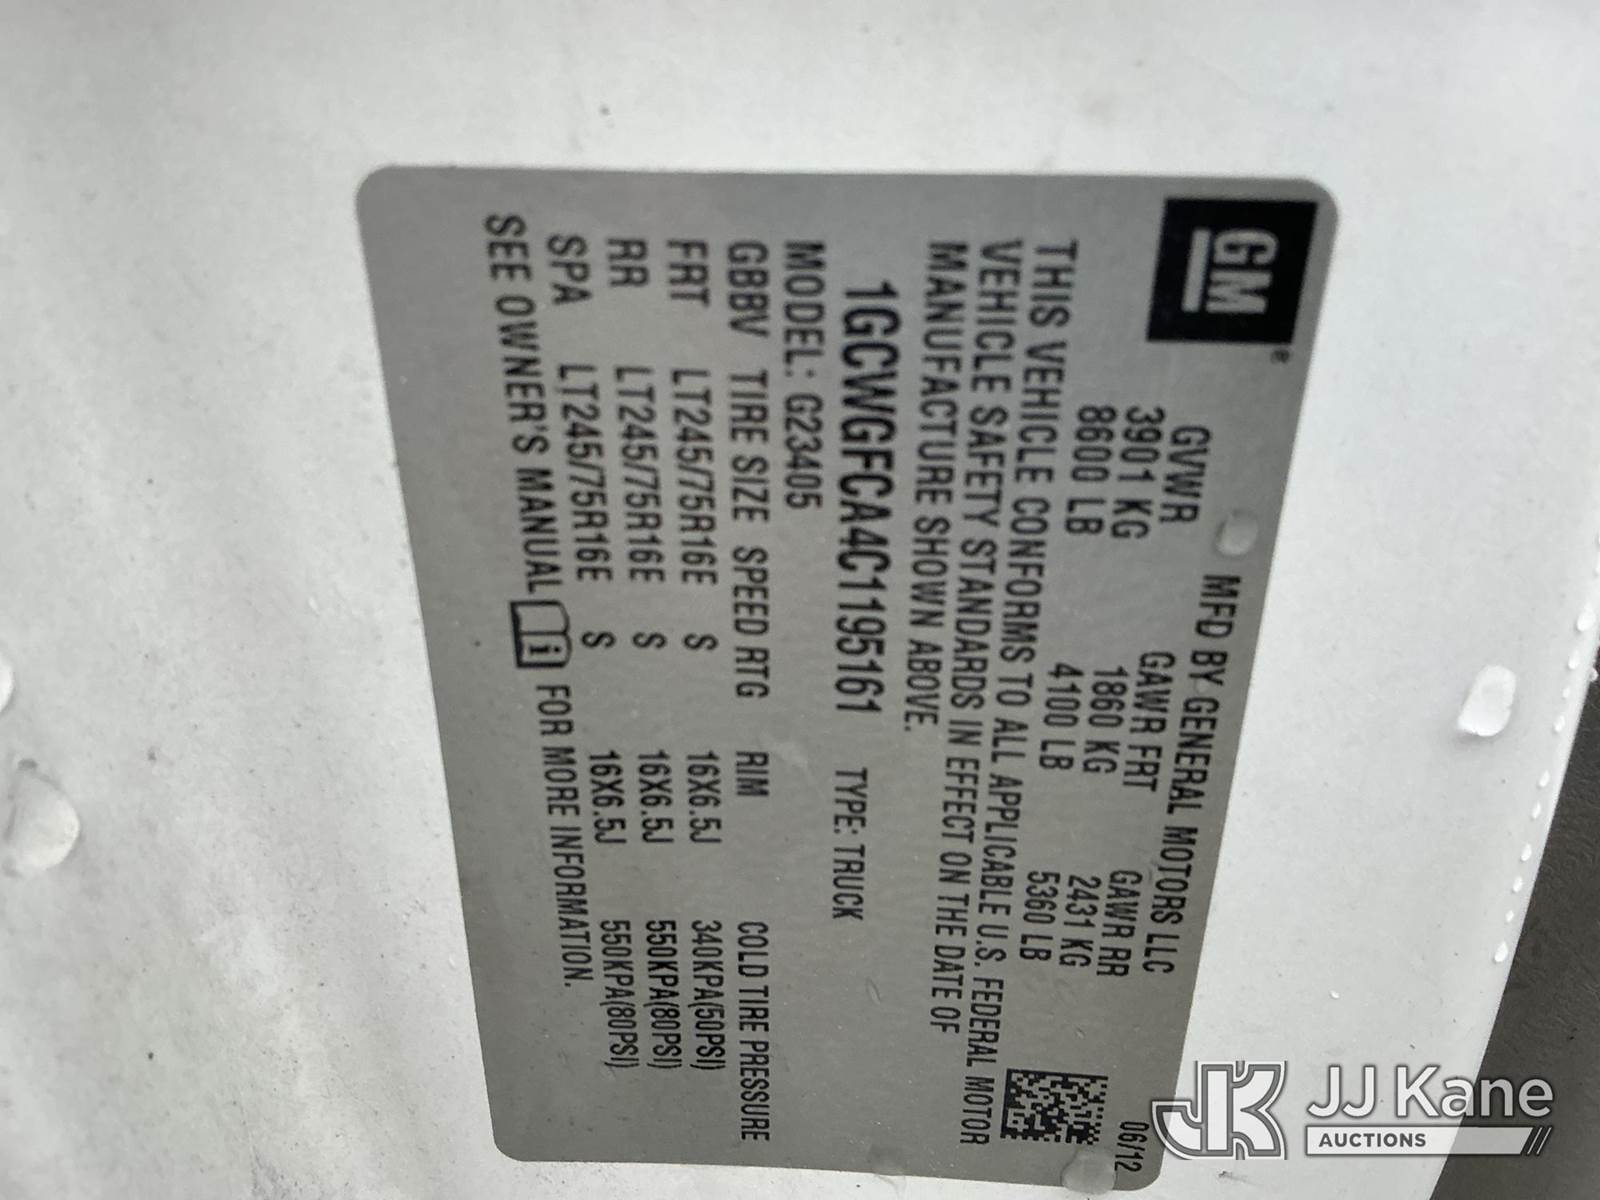 GM®
MFD BY GENERAL MOTORS LLC 06/12
GVWR GAWR FRT GAWR RR
3901 KG 1860 KG 2431 KG
8600 LB 4100 LB 5360 LB
THIS VEHICLE CONFORMS TO ALL APPLICABLE U.S. FEDERAL MOTOR
VEHICLE SAFETY STANDARDS IN EFFECT ON THE DATE OF
MANUFACTURE SHOWN ABOVE.
1GCWGFCA4C1195161 TYPE: TRUCK
MODEL: G23405
GBBV TIRE SIZE SPEED RTG RIM COLD TIRE PRESSURE
FRT LT245/75R16E S 16X6.5J 340KPA(50PSI)
RR LT245/75R16E S 16X6.5J 550KPA(80PSI)
SPA LT245/75R16E S 16X6.5J 550KPA(80PSI)
SEE OWNER'S MANUAL i FOR MORE INFORMATION.
JK JJ Kane
AUCTIONS